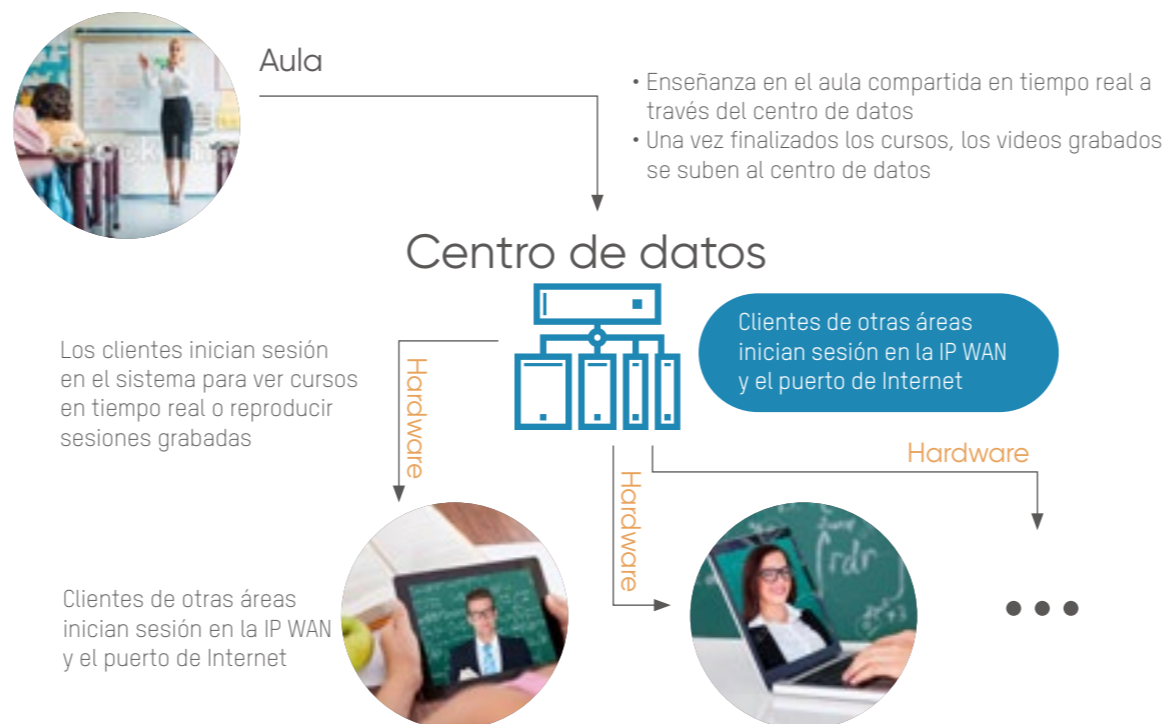 Aula
• Enseñanza en el aula compartida en tiempo real a
través del centro de datos
• Una vez finalizados los cursos, los videos grabados
se suben al centro de datos
Centro de datos
Clientes de otras áreas
inician sesión en la IP WAN
y el puerto de Internet
Los clientes inician sesión
en el sistema para ver cursos
en tiempo real o reproducir
sesiones grabadas
Hardware
Hardware
Hardware
Clientes de otras áreas
inician sesión en la IP WAN
y el puerto de Internet
rdr